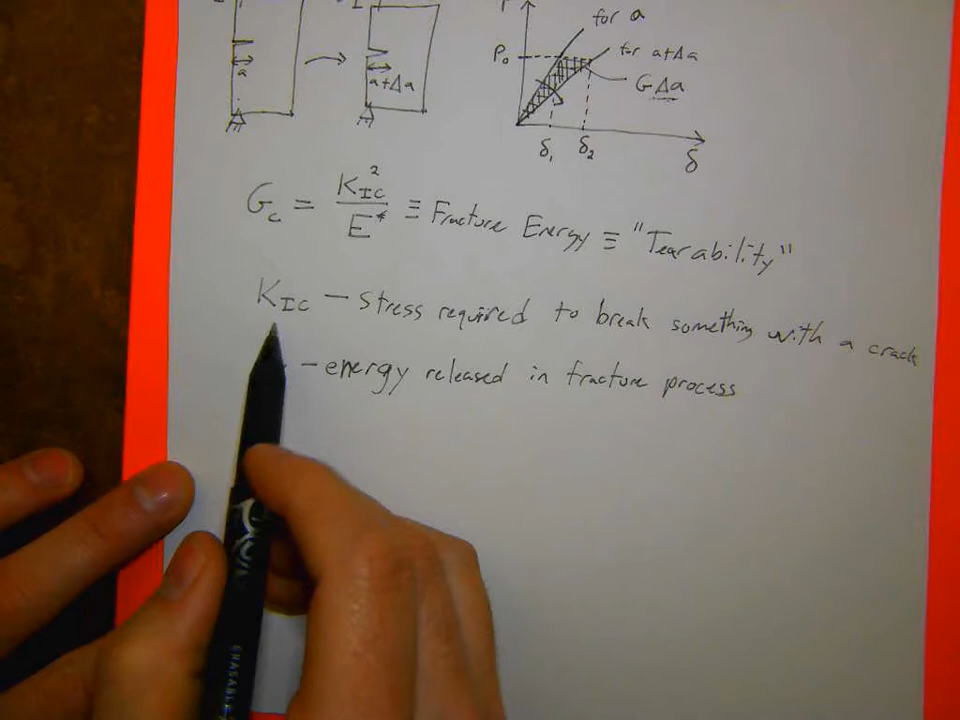 for a
P₀
for a+Δa
GΔa
a
a+Δa
δ₁ δ₂ δ
G_c = K_IC² / E* ≡ Fracture Energy ≡ "Tearability"
K_IC – stress required to break something with a crack
– energy released in fracture process
ERASABLE